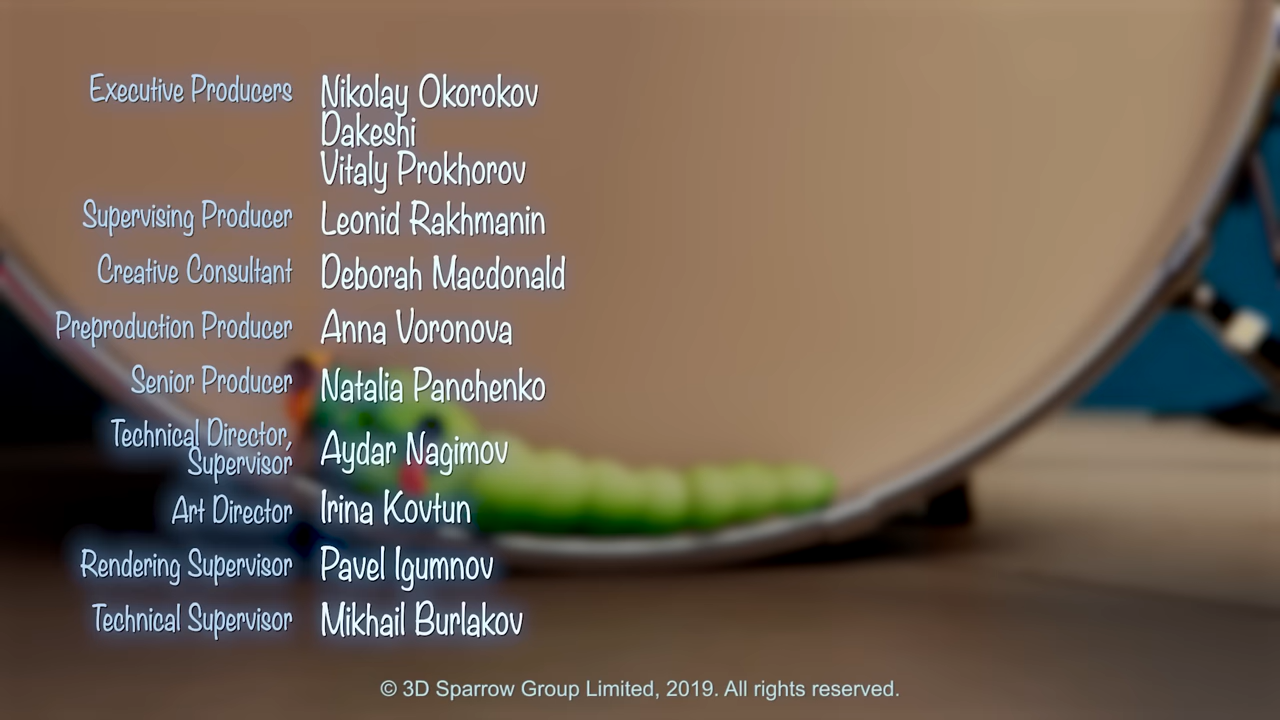 Executive Producers Nikolay Okorokov
Dakeshi
Vitaly Prokhorov
Supervising Producer Leonid Rakhmanin
Creative Consultant Deborah Macdonald
Preproduction Producer Anna Voronova
Senior Producer Natalia Panchenko
Technical Director,
Supervisor Aydar Nagimov
Art Director Irina Kovtun
Rendering Supervisor Pavel Igumnov
Technical Supervisor Mikhail Burlakov
© 3D Sparrow Group Limited, 2019. All rights reserved.